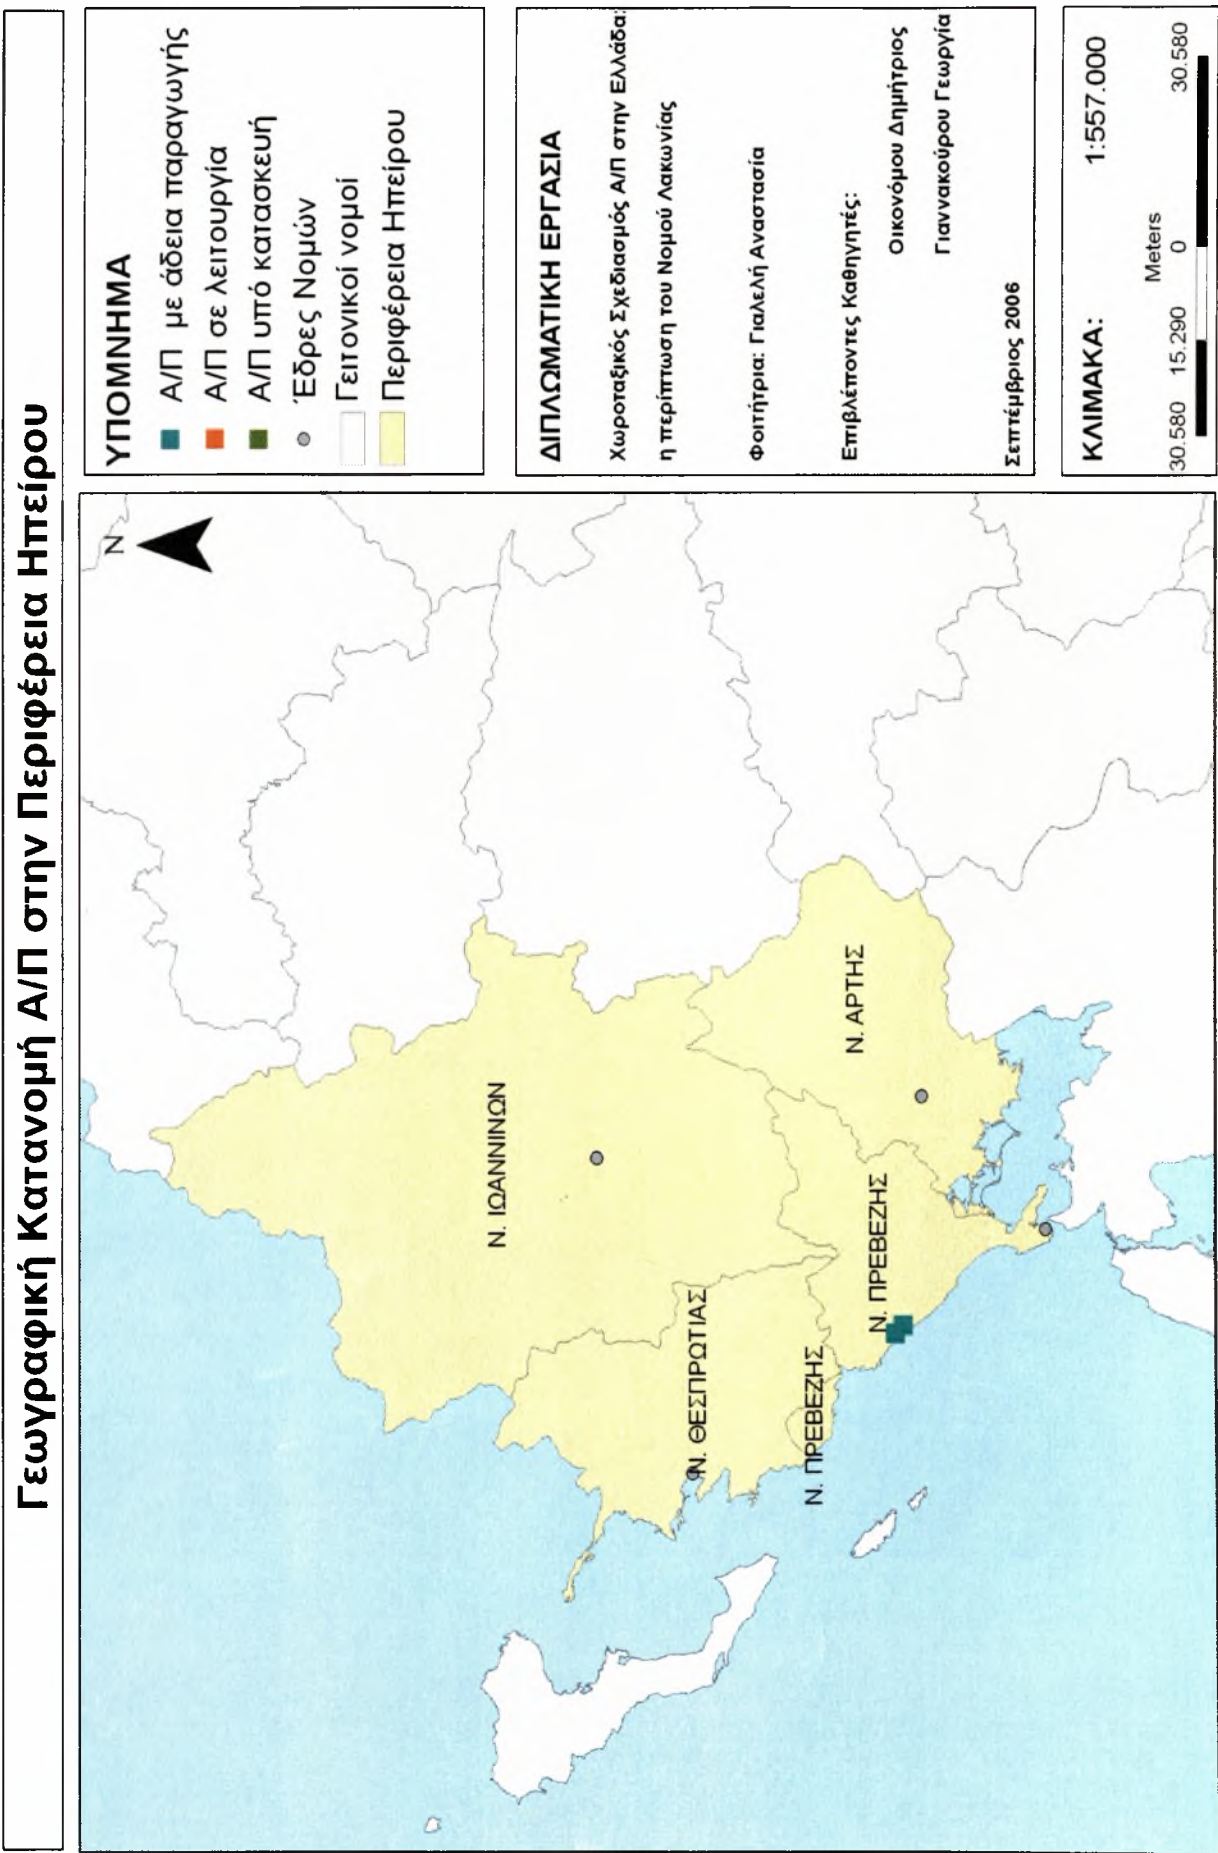 Γεωγραφική Κατανομή Α/Π στην Περιφέρεια Ηπείρου
N
Ν. ΙΩΑΝΝΙΝΩΝ
Ν. ΘΕΣΠΡΩΤΙΑΣ
Ν. ΠΡΕΒΕΖΗΣ
Ν. ΠΡΕΒΕΖΗΣ
Ν. ΑΡΤΗΣ
ΥΠΟΜΝΗΜΑ
Α/Π με άδεια παραγωγής
Α/Π σε λειτουργία
Α/Π υπό κατασκευή
Έδρες Νομών
Γειτονικοί νομοί
Περιφέρεια Ηπείρου
ΔΙΠΛΩΜΑΤΙΚΗ ΕΡΓΑΣΙΑ
Χωροταξικός Σχεδιασμός Α/Π στην Ελλάδα:
η περίπτωση του Νομού Λακωνίας
Φοιτήτρια: Γιαλελή Αναστασία
Επιβλέποντες Καθηγητές:
Οικονόμου Δημήτριος
Γιαννακούρου Γεωργία
Σεπτέμβριος 2006
ΚΛΙΜΑΚΑ: 1:557.000
Meters
30.580 15.290 0 30.580